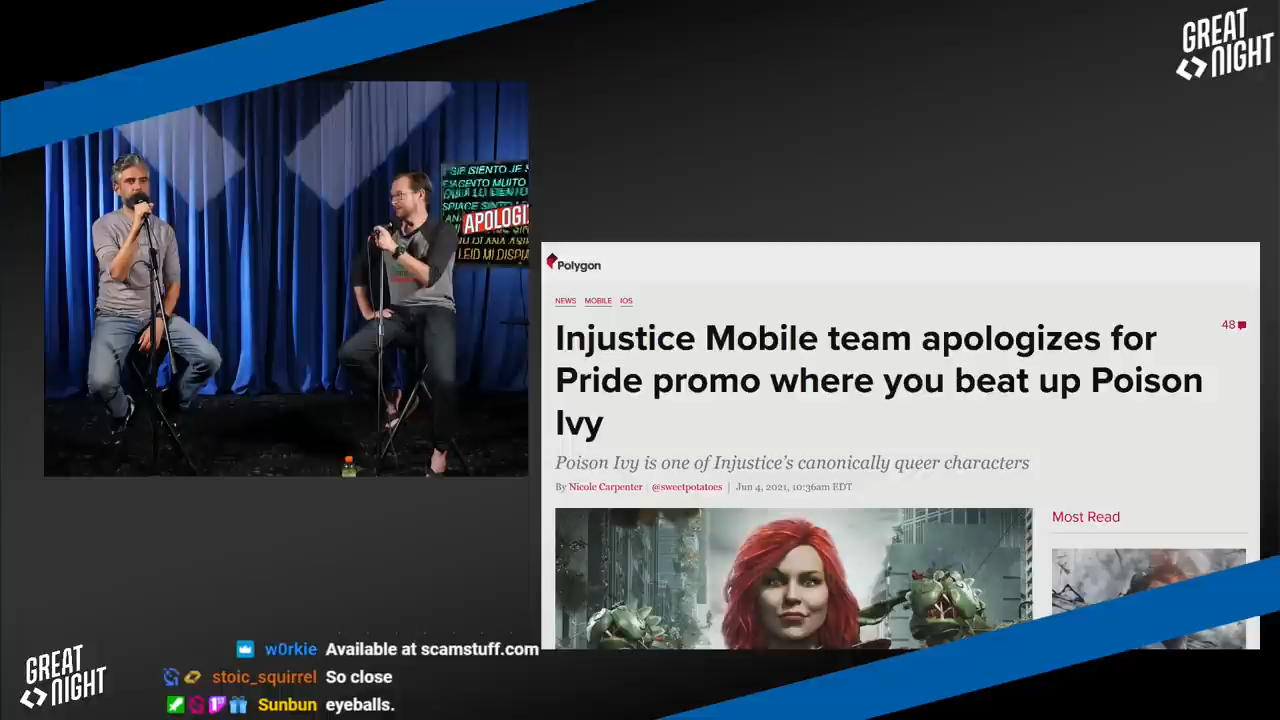 GREAT
NIGHT
APOLOGI
Polygon
NEWS MOBILE IOS
Injustice Mobile team apologizes for
48
Pride promo where you beat up Poison
Ivy
Poison Ivy is one of Injustice's canonically queer characters
By Nicole Carpenter | @sweetpotatoes | Jun 4, 2021, 10:36am EDT
Most Read
GREAT
NIGHT
w0rkie Available at scamstuff.com
stoic_squirrel So close
Sunbun eyeballs.